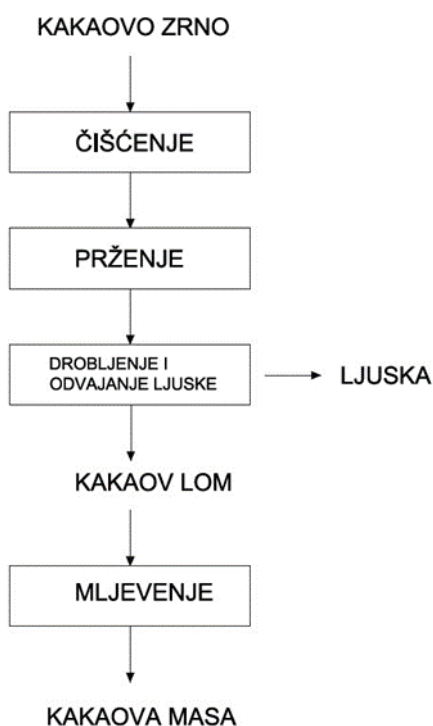 KAKAOVO ZRNO
ČIŠĆENJE
PRŽENJE
DROBLJENJE I
ODVAJANJE LJUSKE
LJUSKA
KAKAOV LOM
MLJEVENJE
KAKAOVA MASA